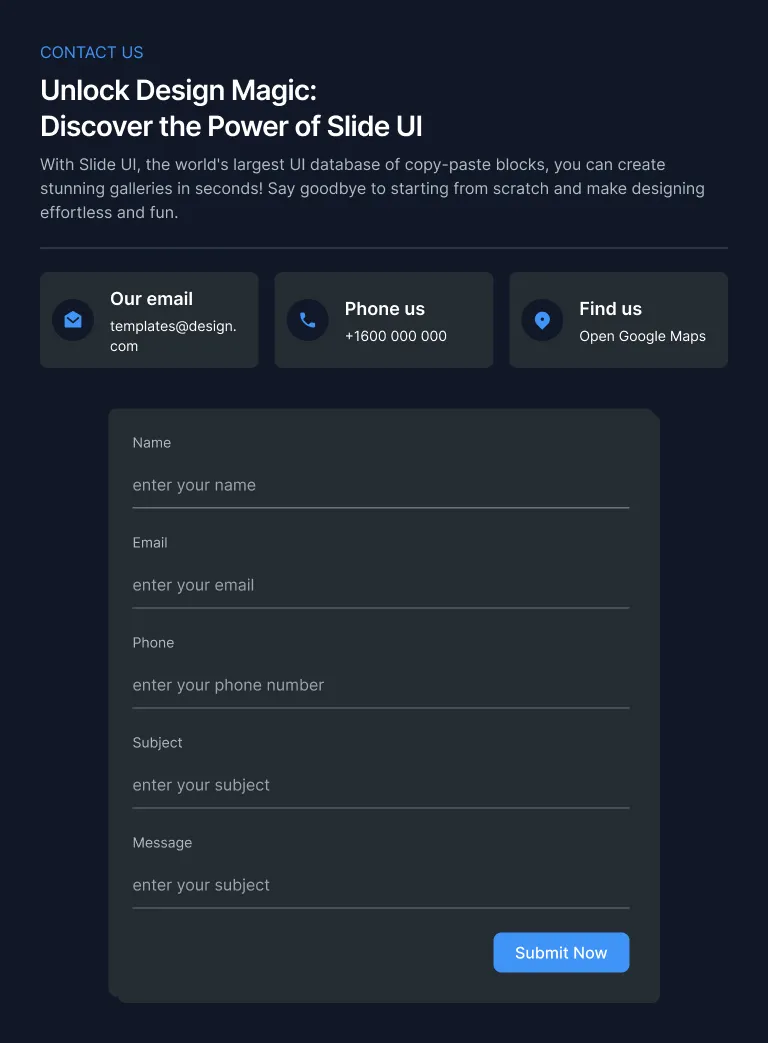 CONTACT US
Unlock Design Magic:
Discover the Power of Slide UI
With Slide UI, the world's largest UI database of copy-paste blocks, you can create
stunning galleries in seconds! Say goodbye to starting from scratch and make designing
effortless and fun.
Our email
templates@design.
com
Phone us
+1600 000 000
Find us
Open Google Maps
Name
enter your name
Email
enter your email
Phone
enter your phone number
Subject
enter your subject
Message
enter your subject
Submit Now